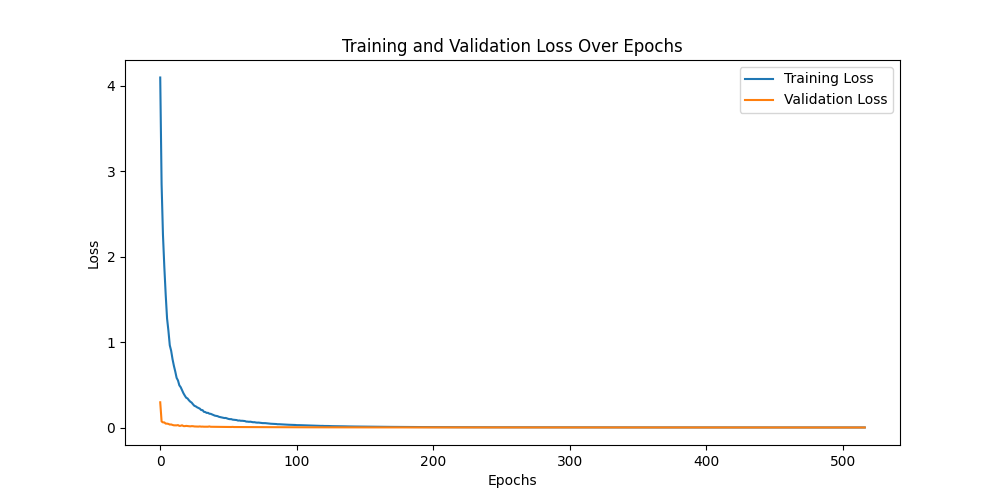 Training and Validation Loss Over Epochs
Training Loss
Validation Loss
4
3
2
1
0
Loss
0 100 200 300 400 500
Epochs